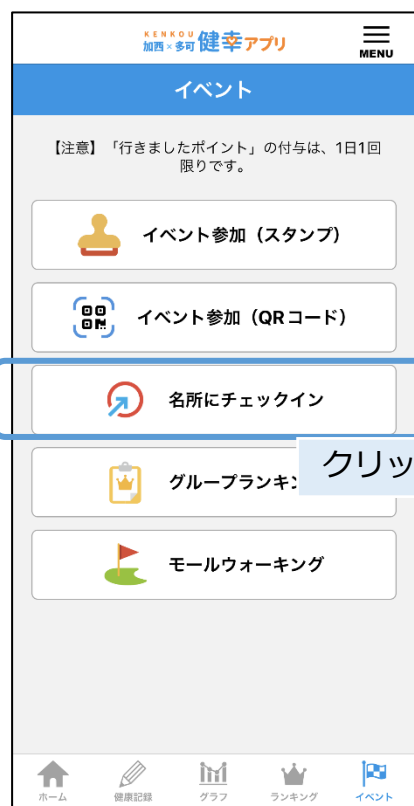 KENKOU
加西×多可 健幸アプリ
MENU
イベント
【注意】「行きましたポイント」の付与は、1日1回
限りです。
イベント参加(スタンプ)
イベント参加(QRコード)
名所にチェックイン
クリッ
グループランキ
モールウォーキング
ホーム
健康記録
グラフ
ランキング
イベント